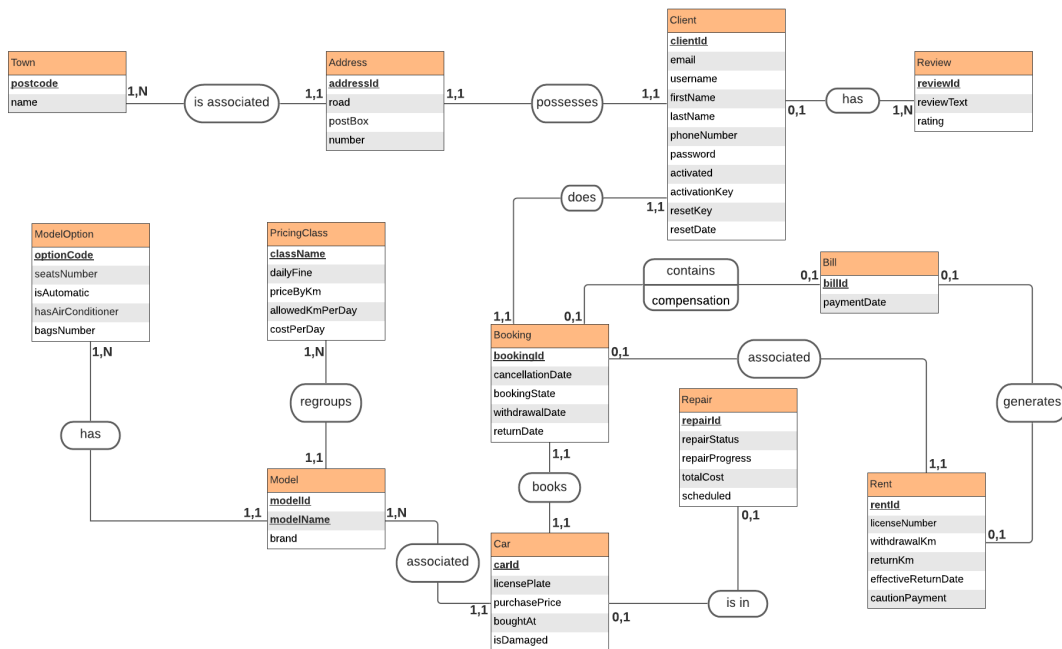 Town
postcode
name
1,N
is associated
1,1
Address
addressId
road
postBox
number
1,1
possesses
1,1
Client
clientId
email
username
firstName
lastName
phoneNumber
password
activated
activationKey
resetKey
resetDate
0,1
has
1,N
Review
reviewId
reviewText
rating
does
1,1
1,1
ModelOption
optionCode
seatsNumber
isAutomatic
hasAirConditioner
bagsNumber
1,N
has
1,1
PricingClass
className
dailyFine
priceByKm
allowedKmPerDay
costPerDay
1,N
regroups
1,1
Model
modelId
modelName
brand
1,N
associated
1,1
Booking
bookingId
cancellationDate
bookingState
withdrawalDate
returnDate
0,1
contains
compensation
0,1
Bill
billId
paymentDate
0,1
generates
0,1
0,1
associated
1,1
Rent
rentId
licenseNumber
withdrawalKm
returnKm
effectiveReturnDate
cautionPayment
1,1
books
1,1
Car
carId
licensePlate
purchasePrice
boughtAt
isDamaged
0,1
is in
0,1
Repair
repairId
repairStatus
repairProgress
totalCost
scheduled